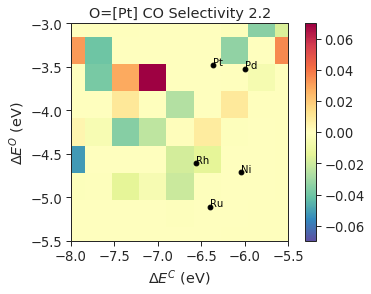 O=[Pt] CO Selectivity 2.2
−3.0
−3.5
−4.0
−4.5
−5.0
−5.5
ΔE^O (eV)
Pt
Pd
Rh
Ni
Ru
−8.0 −7.5 −7.0 −6.5 −6.0 −5.5
ΔE^C (eV)
0.06
0.04
0.02
0.00
−0.02
−0.04
−0.06